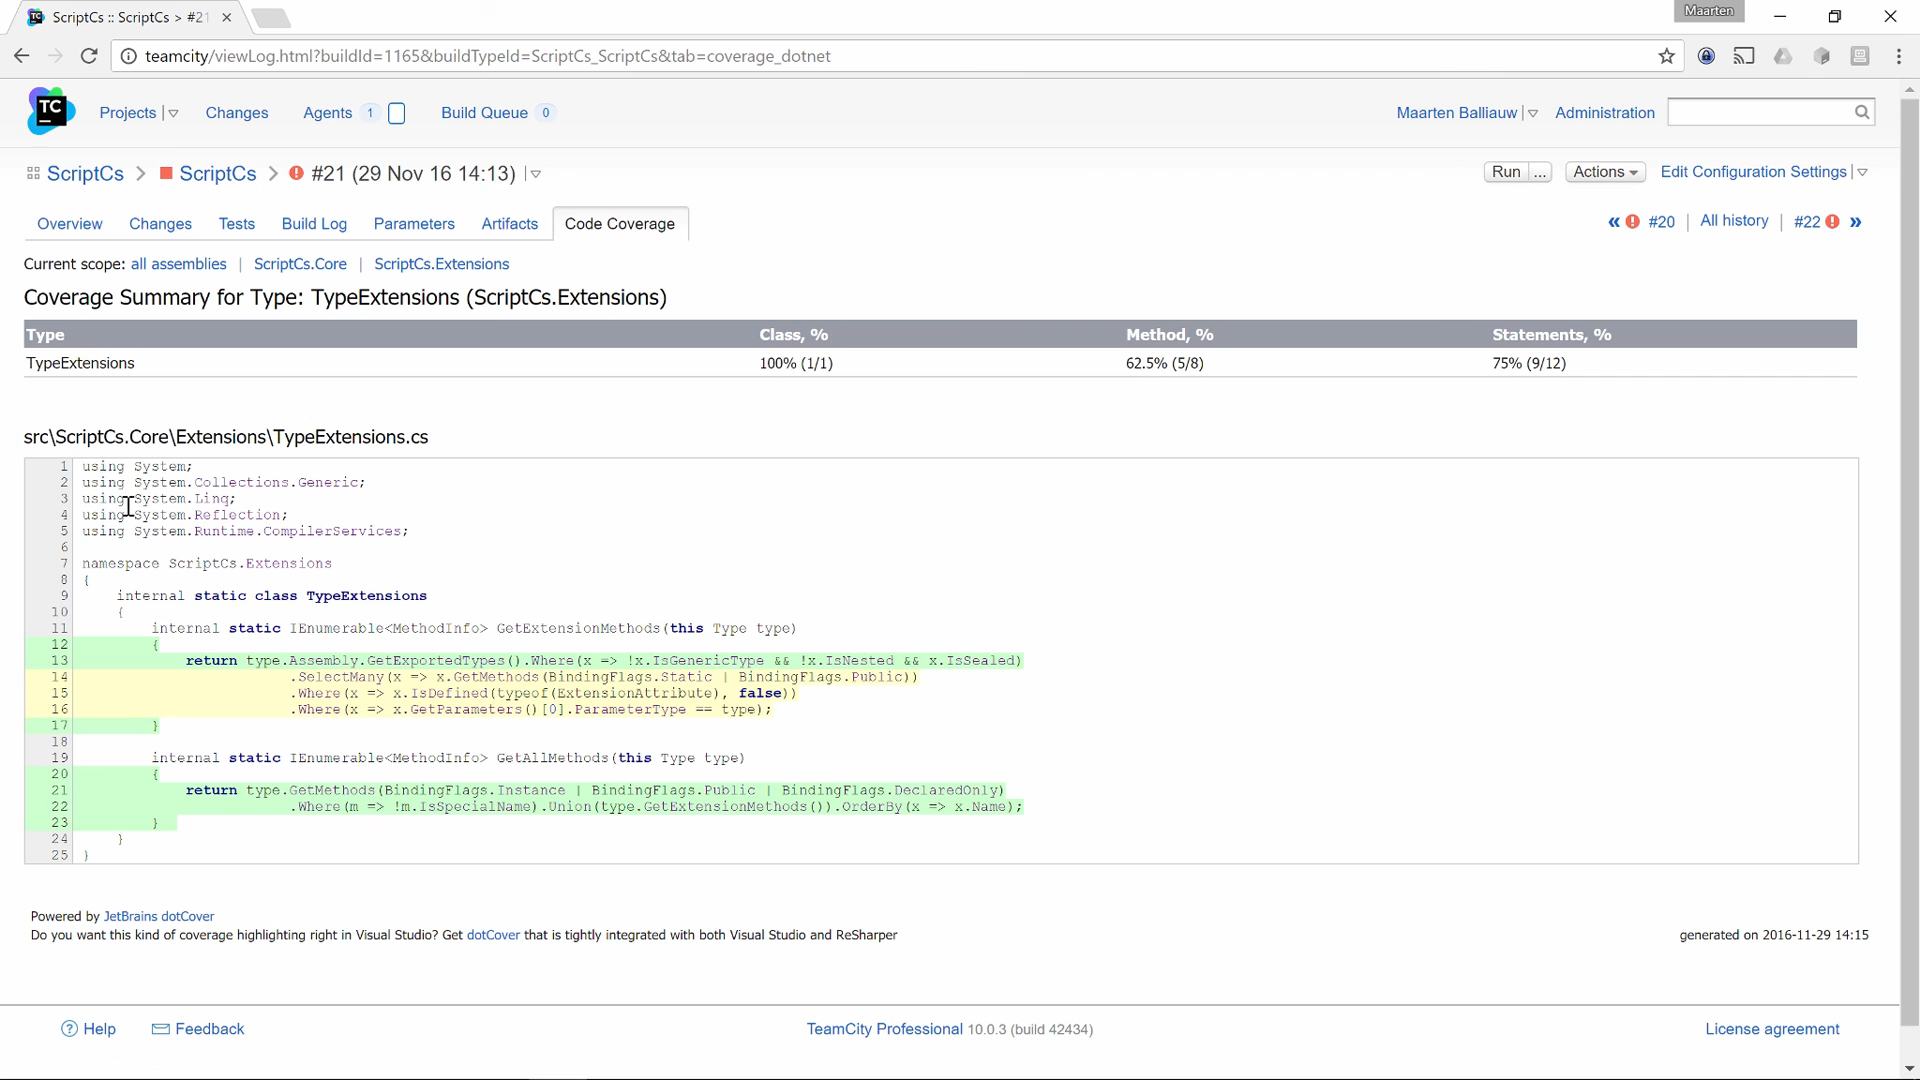 Maarten
ScriptCs :: ScriptCs > #21
teamcity/viewLog.html?buildId=1165&buildTypeId=ScriptCs_ScriptCs&tab=coverage_dotnet
TC Projects Changes Agents 1 Build Queue 0 Maarten Balliauw Administration
ScriptCs ScriptCs #21 (29 Nov 16 14:13) Run ... Actions Edit Configuration Settings
Overview Changes Tests Build Log Parameters Artifacts Code Coverage « #20 | All history | #22 »
Current scope: all assemblies | ScriptCs.Core | ScriptCs.Extensions
Coverage Summary for Type: TypeExtensions (ScriptCs.Extensions)
Type Class, % Method, % Statements, %
TypeExtensions 100% (1/1) 62.5% (5/8) 75% (9/12)
src\ScriptCs.Core\Extensions\TypeExtensions.cs
1 using System;
2 using System.Collections.Generic;
3 using System.Linq;
4 using System.Reflection;
5 using System.Runtime.CompilerServices;
6
7 namespace ScriptCs.Extensions
8 {
9 internal static class TypeExtensions
10 {
11 internal static IEnumerable<MethodInfo> GetExtensionMethods(this Type type)
12 {
13 return type.Assembly.GetExportedTypes().Where(x => !x.IsGenericType && !x.IsNested && x.IsSealed)
14 .SelectMany(x => x.GetMethods(BindingFlags.Static | BindingFlags.Public))
15 .Where(x => x.IsDefined(typeof(ExtensionAttribute), false))
16 .Where(x => x.GetParameters()[0].ParameterType == type);
17 }
18
19 internal static IEnumerable<MethodInfo> GetAllMethods(this Type type)
20 {
21 return type.GetMethods(BindingFlags.Instance | BindingFlags.Public | BindingFlags.DeclaredOnly)
22 .Where(m => !m.IsSpecialName).Union(type.GetExtensionMethods()).OrderBy(x => x.Name);
23 }
24 }
25 }
Powered by JetBrains dotCover
Do you want this kind of coverage highlighting right in Visual Studio? Get dotCover that is tightly integrated with both Visual Studio and ReSharper generated on 2016-11-29 14:15
Help Feedback TeamCity Professional 10.0.3 (build 42434) License agreement